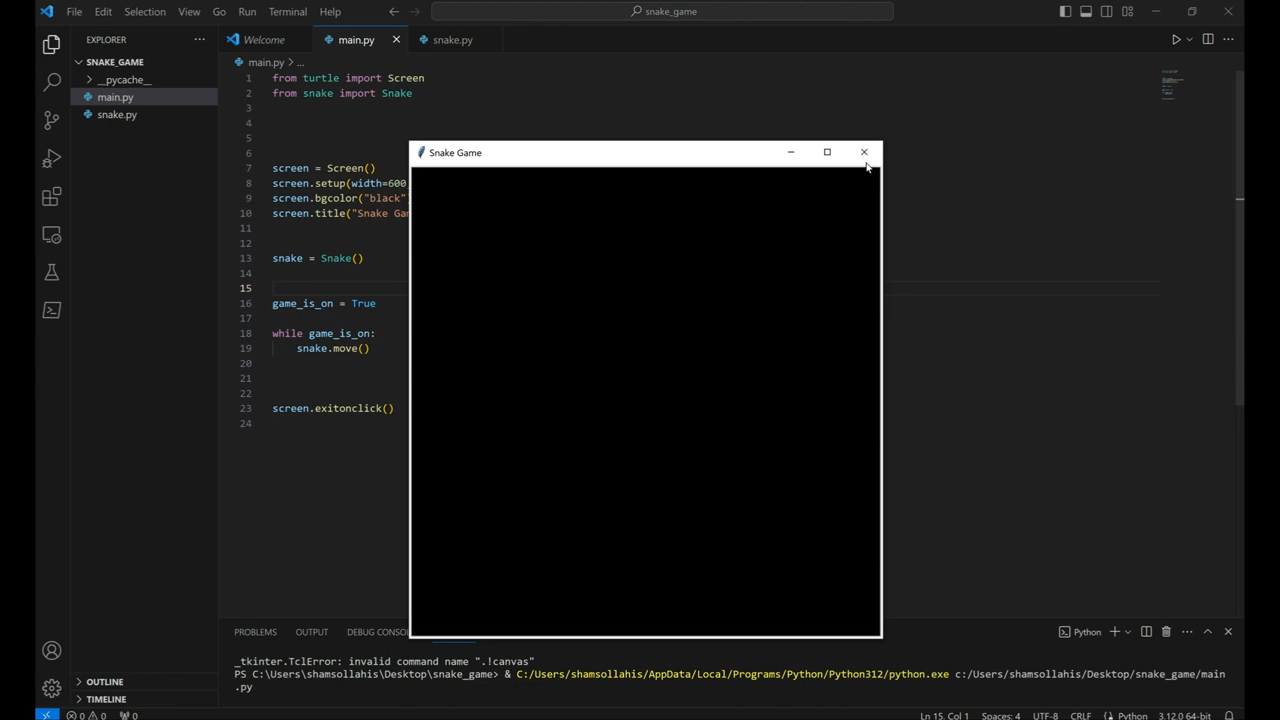 File Edit Selection View Go Run Terminal Help
snake_game
EXPLORER
Welcome
main.py
snake.py
SNAKE_GAME
__pycache__
main.py
snake.py
OUTLINE
TIMELINE
main.py > ...
1 from turtle import Screen
2 from snake import Snake
3
4
5
6
7 screen = Screen()
8 screen.setup(width=600
9 screen.bgcolor("black"
10 screen.title("Snake Ga
11
12
13 snake = Snake()
14
15
16 game_is_on = True
17
18 while game_is_on:
19 snake.move()
20
21
22
23 screen.exitonclick()
24
Snake Game
PROBLEMS OUTPUT DEBUG CONSO
Python
_tkinter.TclError: invalid command name ".!canvas"
PS C:\Users\shamsollahis\Desktop\snake_game> & C:/Users/shamsollahis/AppData/Local/Programs/Python/Python312/python.exe c:/Users/shamsollahis/Desktop/snake_game/main
.py
0 0 0 Ln 15, Col 1 Spaces: 4 UTF-8 CRLF Python 3.12.0 64-bit